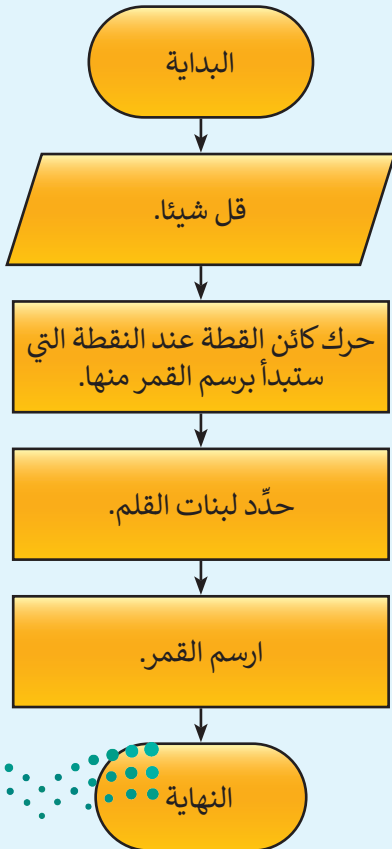 البداية
قل شيئا.
حرك كائن القطة عند النقطة التي
ستبدأ برسم القمر منها.
حدِّد لبنات القلم.
ارسم القمر.
النهاية